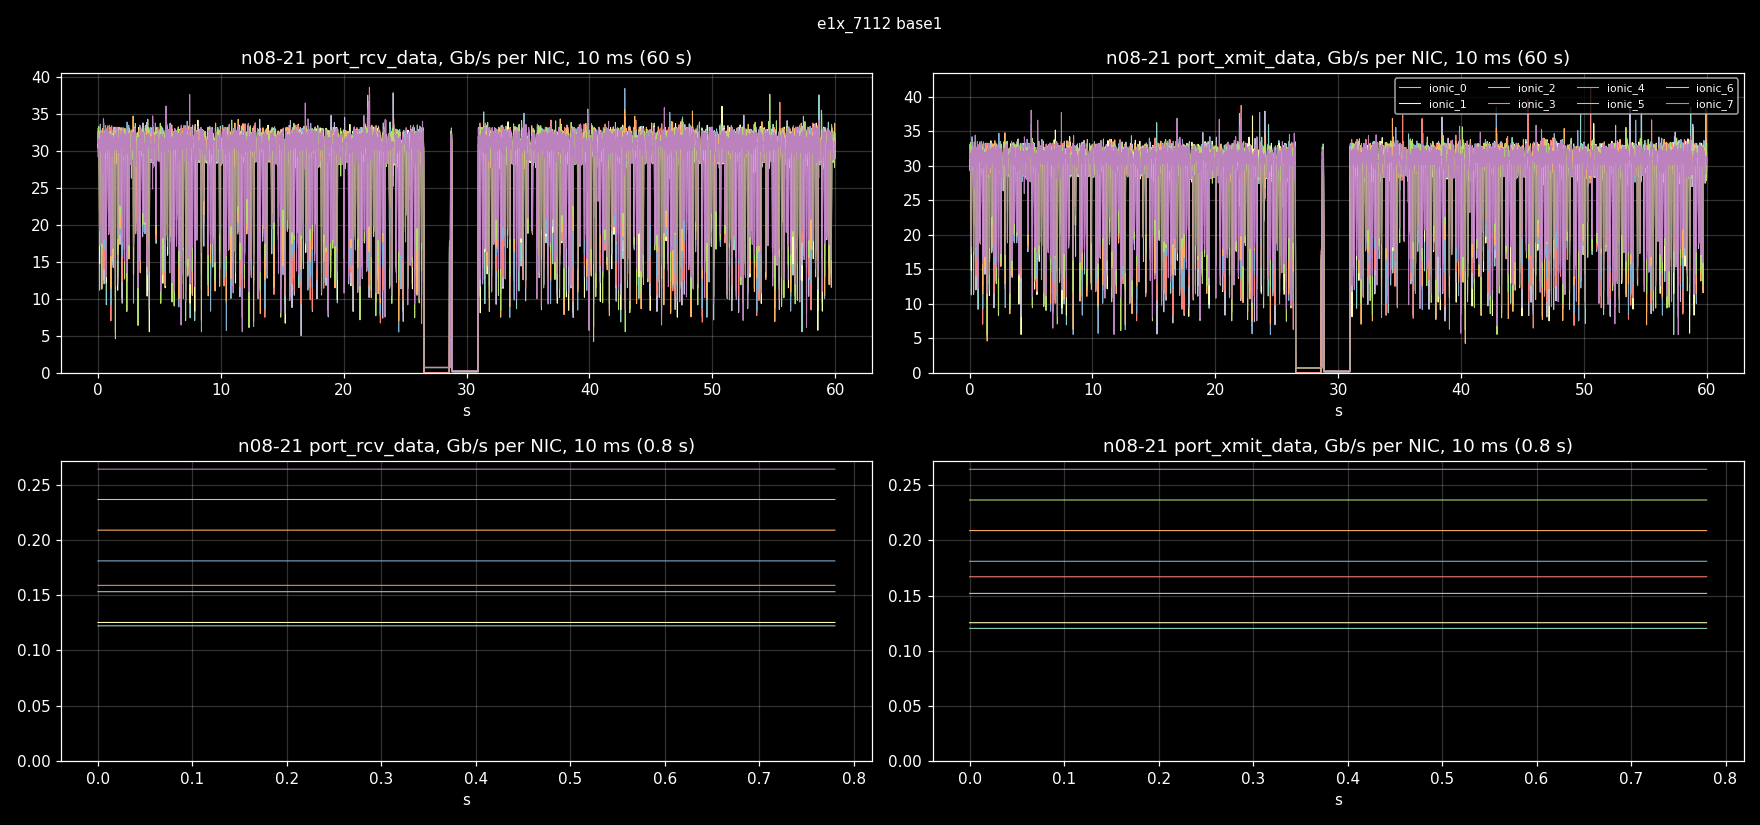 e1x_7112 base1
n08-21 port_rcv_data, Gb/s per NIC, 10 ms (60 s)
40
35
30
25
20
15
10
5
0
0 10 20 30 40 50 60
s
n08-21 port_xmit_data, Gb/s per NIC, 10 ms (60 s)
ionic_0 ionic_2 ionic_4 ionic_6
ionic_1 ionic_3 ionic_5 ionic_7
40
35
30
25
20
15
10
5
0
0 10 20 30 40 50 60
s
n08-21 port_rcv_data, Gb/s per NIC, 10 ms (0.8 s)
0.25
0.20
0.15
0.10
0.05
0.00
0.0 0.1 0.2 0.3 0.4 0.5 0.6 0.7 0.8
s
n08-21 port_xmit_data, Gb/s per NIC, 10 ms (0.8 s)
0.25
0.20
0.15
0.10
0.05
0.00
0.0 0.1 0.2 0.3 0.4 0.5 0.6 0.7 0.8
s